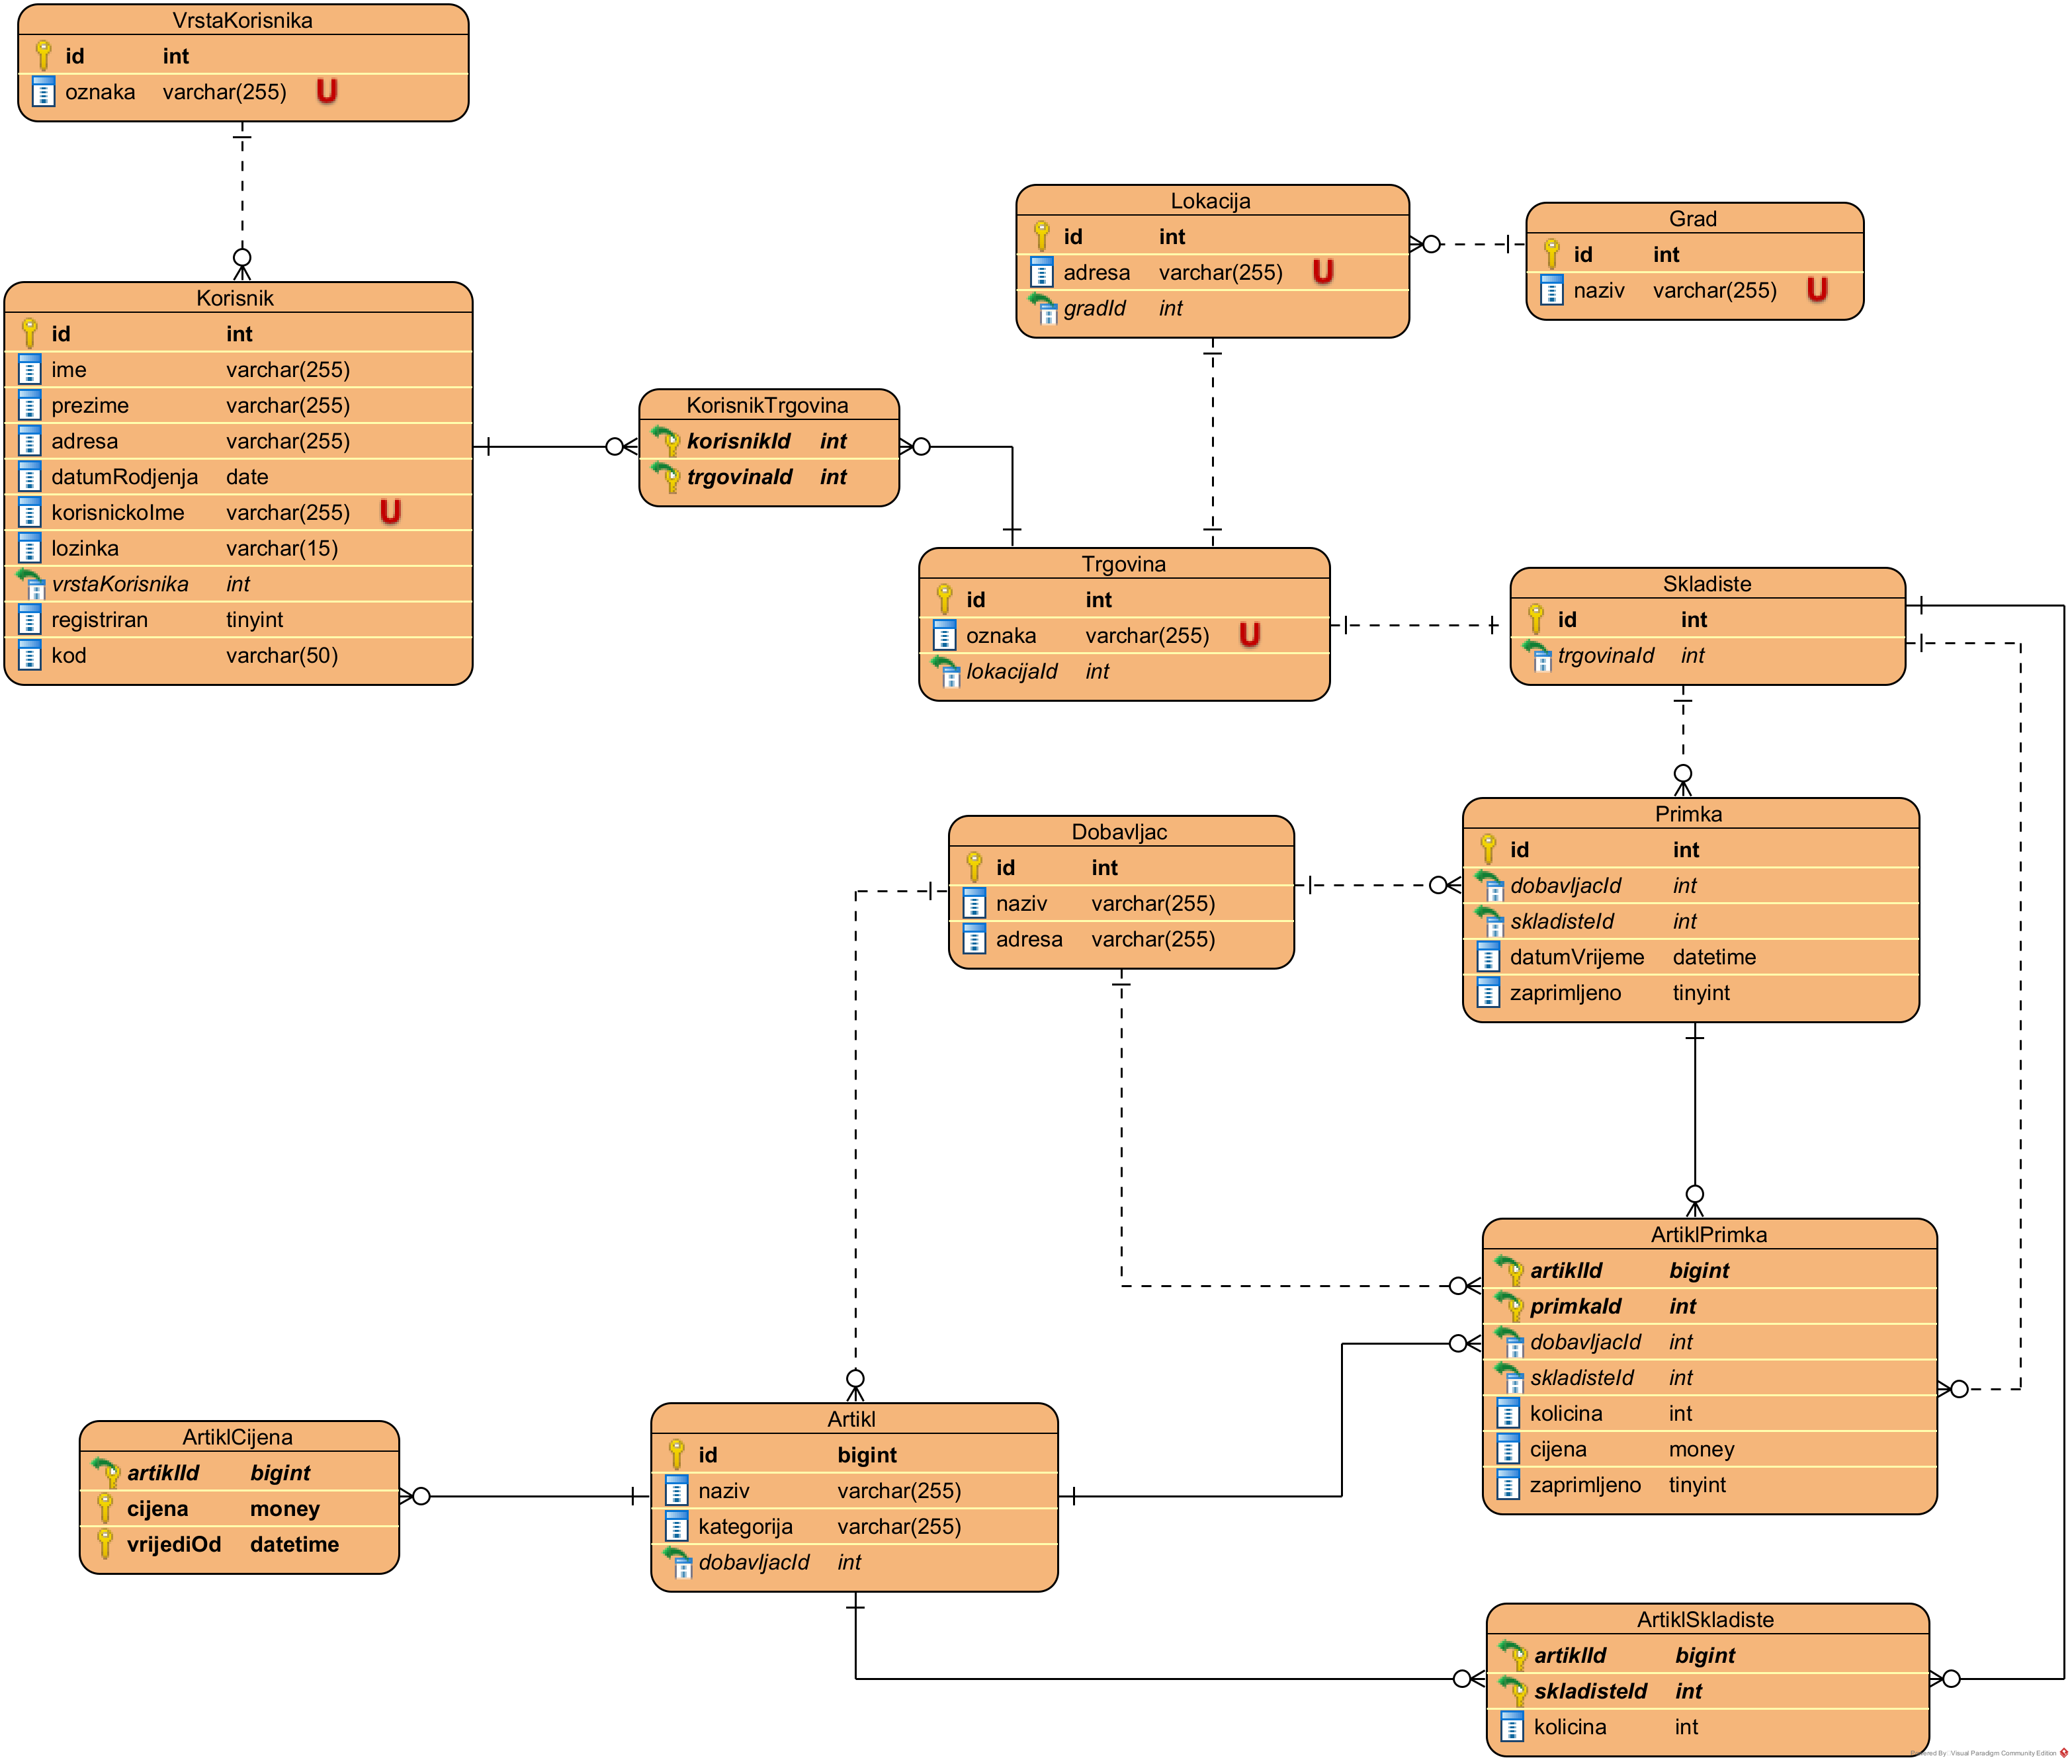 VrstaKorisnika
id int
oznaka varchar(255) U
Korisnik
id int
ime varchar(255)
prezime varchar(255)
adresa varchar(255)
datumRodjenja date
korisnickoIme varchar(255) U
lozinka varchar(15)
vrstaKorisnika int
registriran tinyint
kod varchar(50)
KorisnikTrgovina
korisnikId int
trgovinaId int
Lokacija
id int
adresa varchar(255) U
gradId int
Grad
id int
naziv varchar(255) U
Trgovina
id int
oznaka varchar(255) U
lokacijaId int
Skladiste
id int
trgovinaId int
Dobavljac
id int
naziv varchar(255)
adresa varchar(255)
Primka
id int
dobavljacId int
skladisteId int
datumVrijeme datetime
zaprimljeno tinyint
ArtiklPrimka
artiklId bigint
primkaId int
dobavljacId int
skladisteId int
kolicina int
cijena money
zaprimljeno tinyint
ArtiklCijena
artiklId bigint
cijena money
vrijediOd datetime
Artikl
id bigint
naziv varchar(255)
kategorija varchar(255)
dobavljacId int
ArtiklSkladiste
artiklId bigint
skladisteId int
kolicina int
Powered By: Visual Paradigm Community Edition